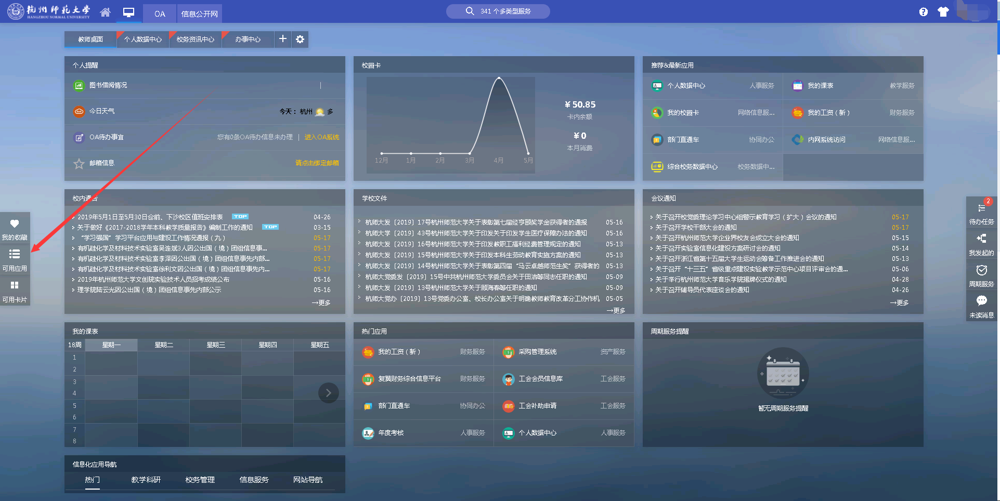 杭州师范大学
HANGZHOU NORMAL UNIVERSITY
OA
信息公开网
341 个多类型服务
教师桌面
个人数据中心
校务资讯中心
办事中心
个人提醒
图书借阅情况
|
今日天气
今天： 杭州 多
OA待办事宜
您有0条OA待办信息未办理 | 进入OA系统
邮箱信息
请点击绑定邮箱
校园卡
12月 1月 2月 3月 4月 5月
¥50.85
卡内余额
¥0
本月消费
推荐&最新应用
个人数据中心 人事服务
我的课表 教学服务
我的校园卡 网络信息服...
我的工资（新） 财务服务
部门直通车 协同办公
内网系统访问 网络信息服...
综合校务数据中心 校务数据中...
我的收藏
可用应用
可用卡片
校内通告
2019年5月1日至5月30日仓前、下沙校区值班安排表 TOP 04-26
关于做好《2017-2018学年本科教学质量报告》编制工作的通知 TOP 03-15
“学习强国”学习平台应用与建设工作情况通报（九） 05-17
有机硅化学及材料技术实验室吴连斌3人因公出国（境）团组信息事... 05-17
有机硅化学及材料技术实验室李泽因公出国（境）团组信息事先内部... 05-17
有机硅化学及材料技术实验室徐利文因公出国（境）团组信息事先内... 05-17
2019年杭州师范大学文创院实验技术人员招考成绩公布 05-16
理学院陆云光因公出国（境）团组信息事先内部公示 05-16
→更多
学校文件
杭师大发〔2019〕17号杭州师范大学关于表彰第七届经亨颐奖学金获得者的通报 05-16
杭师大学〔2019〕43号杭州师范大学关于印发关于印发学生医疗保障办法的通知 05-16
杭师大发〔2019〕16号杭州师范大学关于印发教职工福利经费管理规定的通知 05-13
杭师大发〔2019〕15号杭州师范大学关于印发本科生劳动教育实施方案的通知 05-13
杭师大发〔2019〕14号杭州师范大学关于表彰第四届“马云卓越师范生奖”获得者的 05-13
杭师大党委发〔2019〕15号中共杭州师范大学委员会关于田洁等同志任职的通知 05-09
杭师大发〔2019〕13号杭州师范大学关于顾海春等任职的通知 05-09
杭师大党办〔2019〕13号党委办公室、校长办公室关于明确教师教育改革分工协作机 05-05
→更多
会议通知
关于召开校党委理论学习中心组警示教育学习（扩大）会议的通知 05-17
关于召开学校干部大会的通知 05-17
关于召开杭州师范大学企业界校友会成立大会的通知 05-15
关于召开实验室信息化建设方案研讨会的通知 05-14
关于召开浙江省第十五届大学生运动会筹备工作推进会的通知 05-13
关于召开“十三五”省级重点建设实验教学示范中心项目评审会的通... 05-06
关于举行杭州师范大学音乐学院揭牌仪式的通知 04-28
关于召开辅导员代表座谈会的通知 04-26
→更多
2
待办任务
我发起的
周期服务
未读消息
我的课表
18周 星期一 星期二 星期三 星期四 星期五
1
2
3
4
5
6
7
8
热门应用
我的工资（新） 财务服务
采购管理系统 资产服务
复翼财务综合信息平台 财务服务
工会会员信息库 工会服务
部门直通车 协同办公
工会补助申请 工会服务
年度考核 人事服务
个人数据中心 人事服务
周期服务提醒
暂无周期服务提醒
信息化应用导航
热门 教学科研 校务管理 信息服务 网站导航